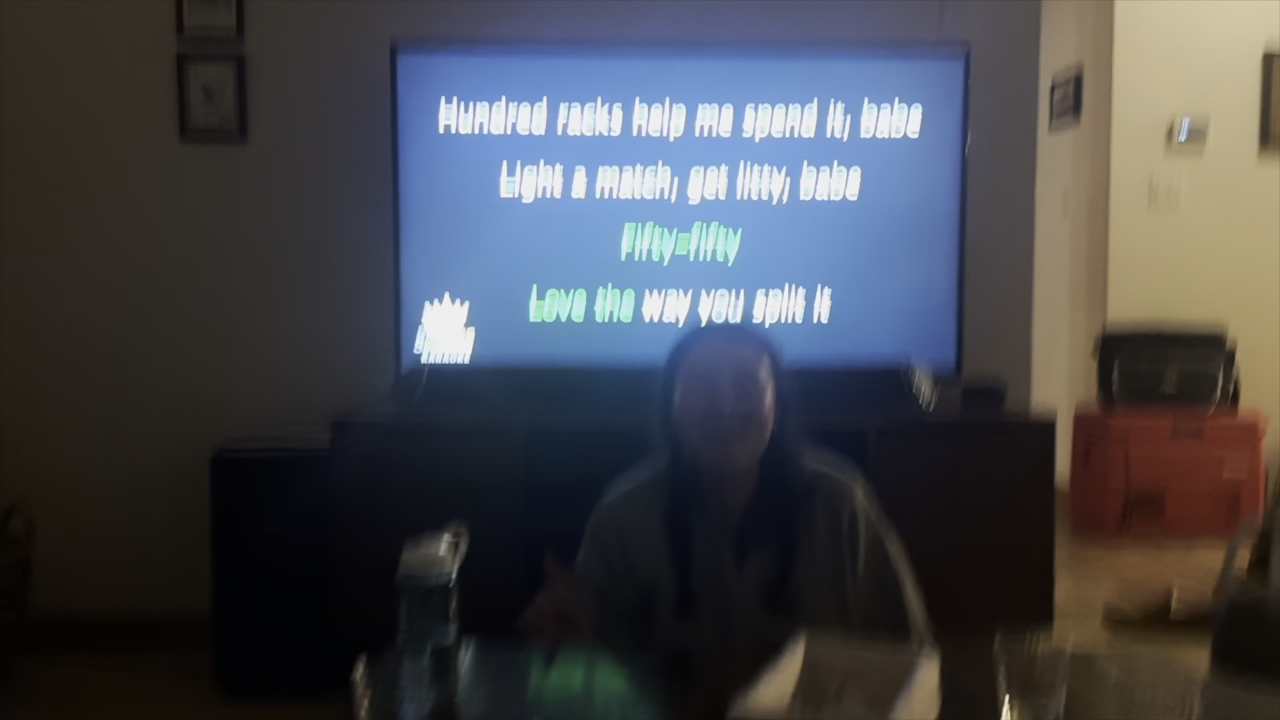 Hundred racks help me spend it, babe
Light a match, get litty, babe
Fifty-fifty
Love the way you split it
KARAOKE